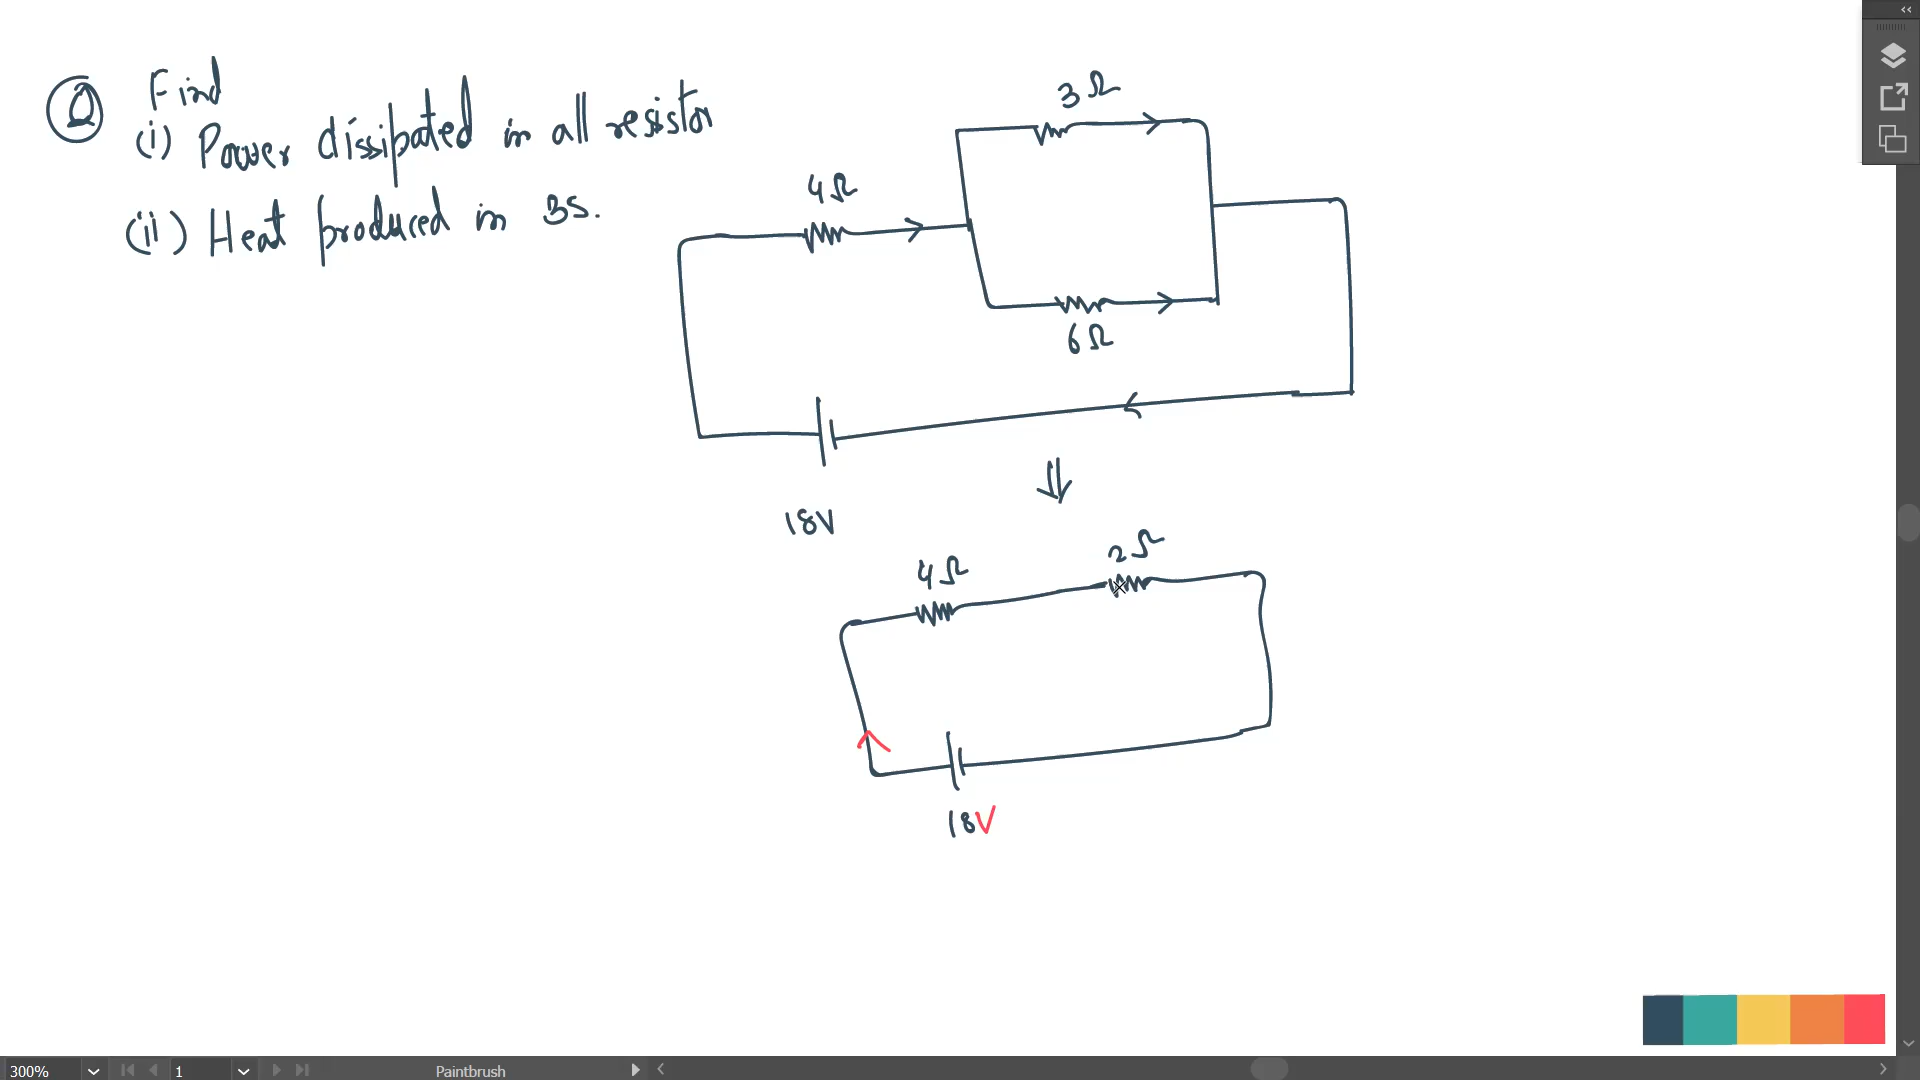 Q Find
(i) Power dissipated in all resistor
(ii) Heat produced in 3s.
3Ω
4Ω
6Ω
18V
4Ω
2Ω
18V
300%
1
Paintbrush